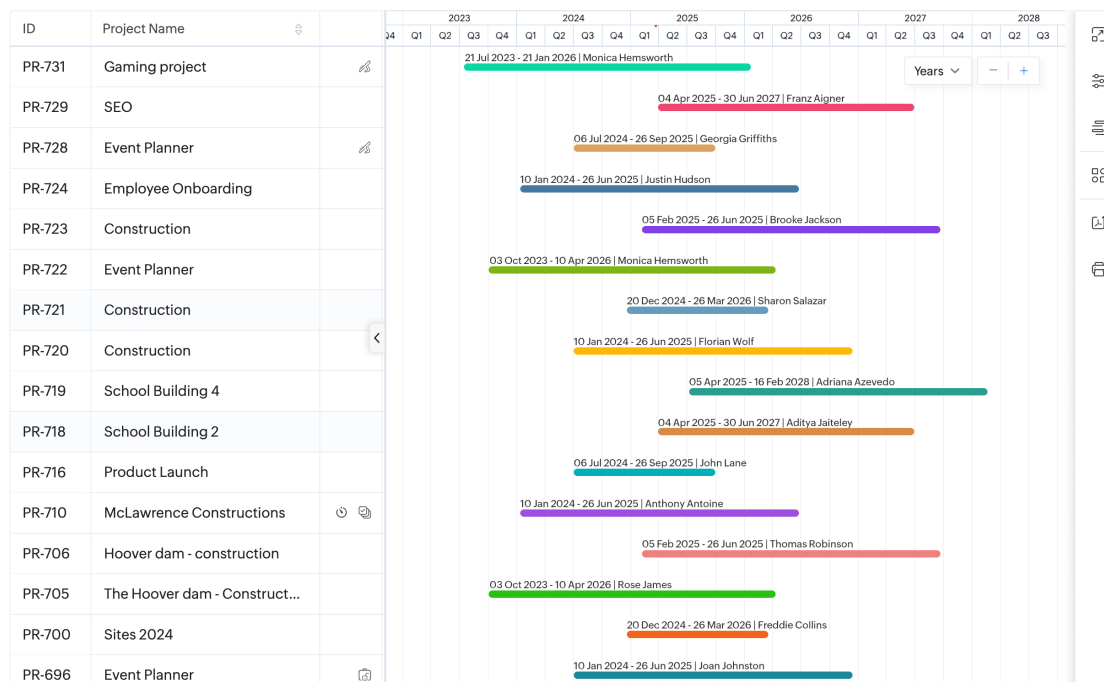 ID Project Name 2023 2024 2025 2026 2027 2028
Q4 Q1 Q2 Q3 Q4 Q1 Q2 Q3 Q4 Q1 Q2 Q3 Q4 Q1 Q2 Q3 Q4 Q1 Q2 Q3 Q4 Q1 Q2 Q3
Years
PR-731 Gaming project 21 Jul 2023 - 21 Jan 2026 | Monica Hemsworth
PR-729 SEO 04 Apr 2025 - 30 Jun 2027 | Franz Aigner
PR-728 Event Planner 06 Jul 2024 - 26 Sep 2025 | Georgia Griffiths
PR-724 Employee Onboarding 10 Jan 2024 - 26 Jun 2025 | Justin Hudson
PR-723 Construction 05 Feb 2025 - 26 Jun 2025 | Brooke Jackson
PR-722 Event Planner 03 Oct 2023 - 10 Apr 2026 | Monica Hemsworth
PR-721 Construction 20 Dec 2024 - 26 Mar 2026 | Sharon Salazar
PR-720 Construction 10 Jan 2024 - 26 Jun 2025 | Florian Wolf
PR-719 School Building 4 05 Apr 2025 - 16 Feb 2028 | Adriana Azevedo
PR-718 School Building 2 04 Apr 2025 - 30 Jun 2027 | Aditya Jaiteley
PR-716 Product Launch 06 Jul 2024 - 26 Sep 2025 | John Lane
PR-710 McLawrence Constructions 10 Jan 2024 - 26 Jun 2025 | Anthony Antoine
PR-706 Hoover dam - construction 05 Feb 2025 - 26 Jun 2025 | Thomas Robinson
PR-705 The Hoover dam - Construct... 03 Oct 2023 - 10 Apr 2026 | Rose James
PR-700 Sites 2024 20 Dec 2024 - 26 Mar 2026 | Freddie Collins
PR-696 Event Planner 10 Jan 2024 - 26 Jun 2025 | Joan Johnston